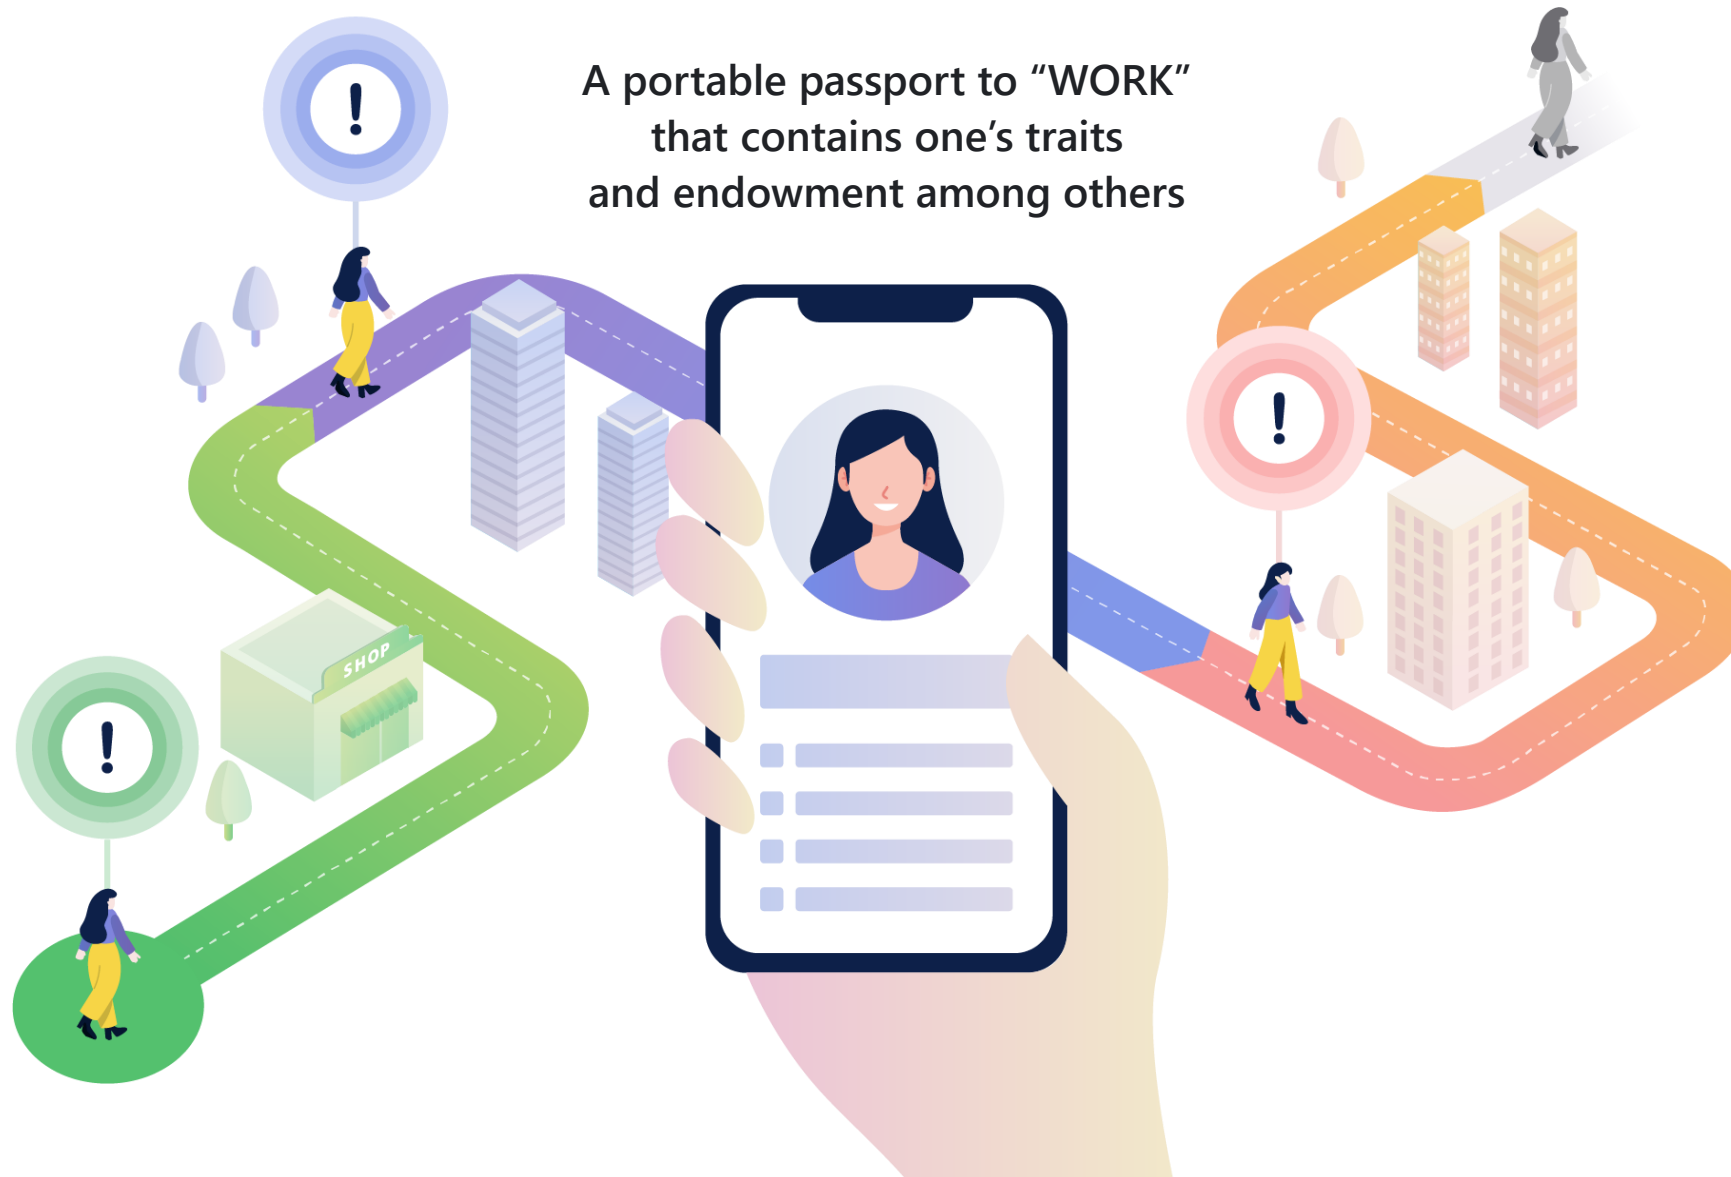 A portable passport to “WORK”
that contains one’s traits
and endowment among others
!
!
SHOP
!